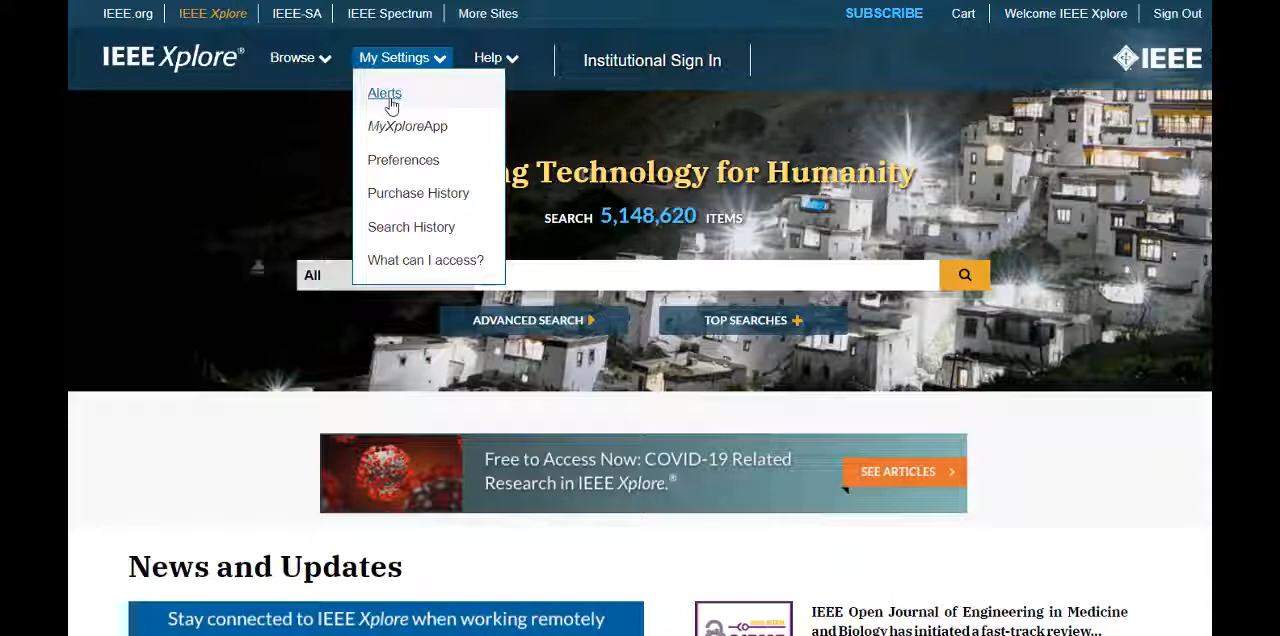 IEEE.org
IEEE Xplore
IEEE-SA
IEEE Spectrum
More Sites
SUBSCRIBE
Cart
Welcome IEEE Xplore
Sign Out
IEEE Xplore®
Browse
My Settings
Help
Institutional Sign In
IEEE
Alerts
MyXploreApp
Preferences
Purchase History
Search History
What can I access?
Technology for Humanity
SEARCH 5,148,620 ITEMS
All
ADVANCED SEARCH
TOP SEARCHES
Free to Access Now: COVID-19 Related
Research in IEEE Xplore.®
SEE ARTICLES
News and Updates
Stay connected to IEEE Xplore when working remotely
IEEE Open Journal of Engineering in Medicine
and Biology has initiated a fast-track review...